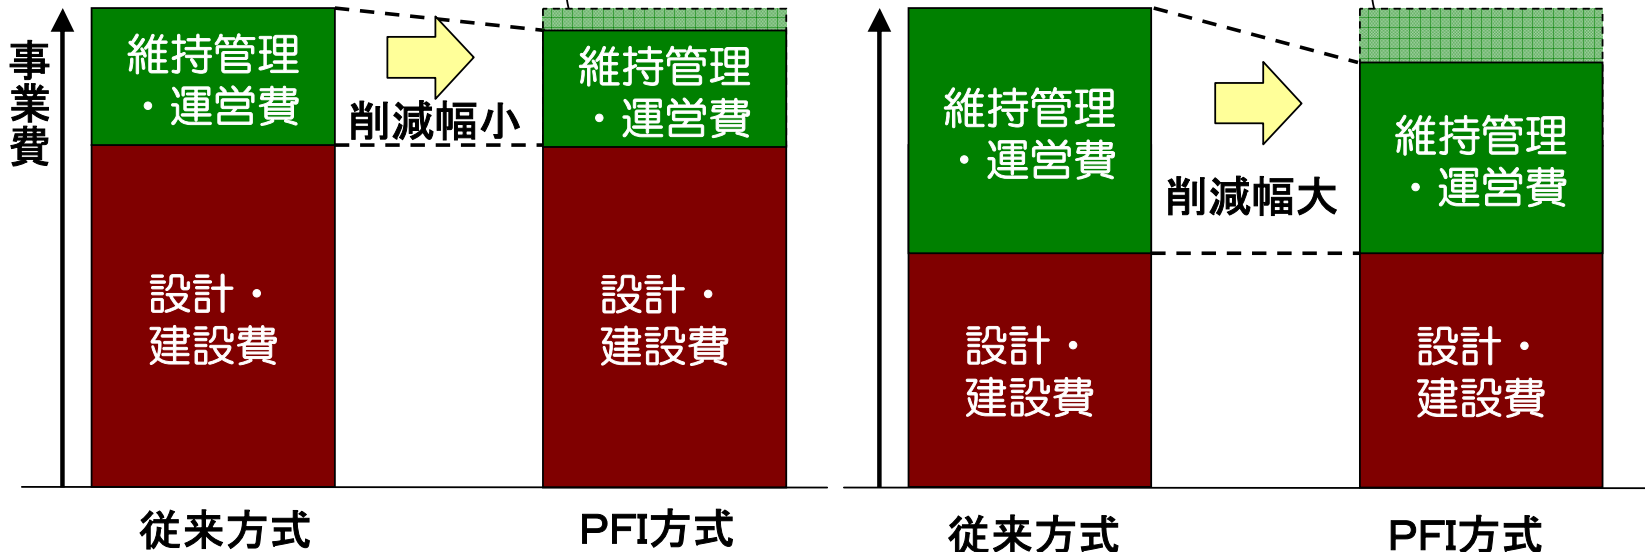 事業費
維持管理
・運営費
設計・
建設費
従来方式
削減幅小
維持管理
・運営費
設計・
建設費
PFI方式
維持管理
・運営費
設計・
建設費
従来方式
削減幅大
維持管理
・運営費
設計・
建設費
PFI方式